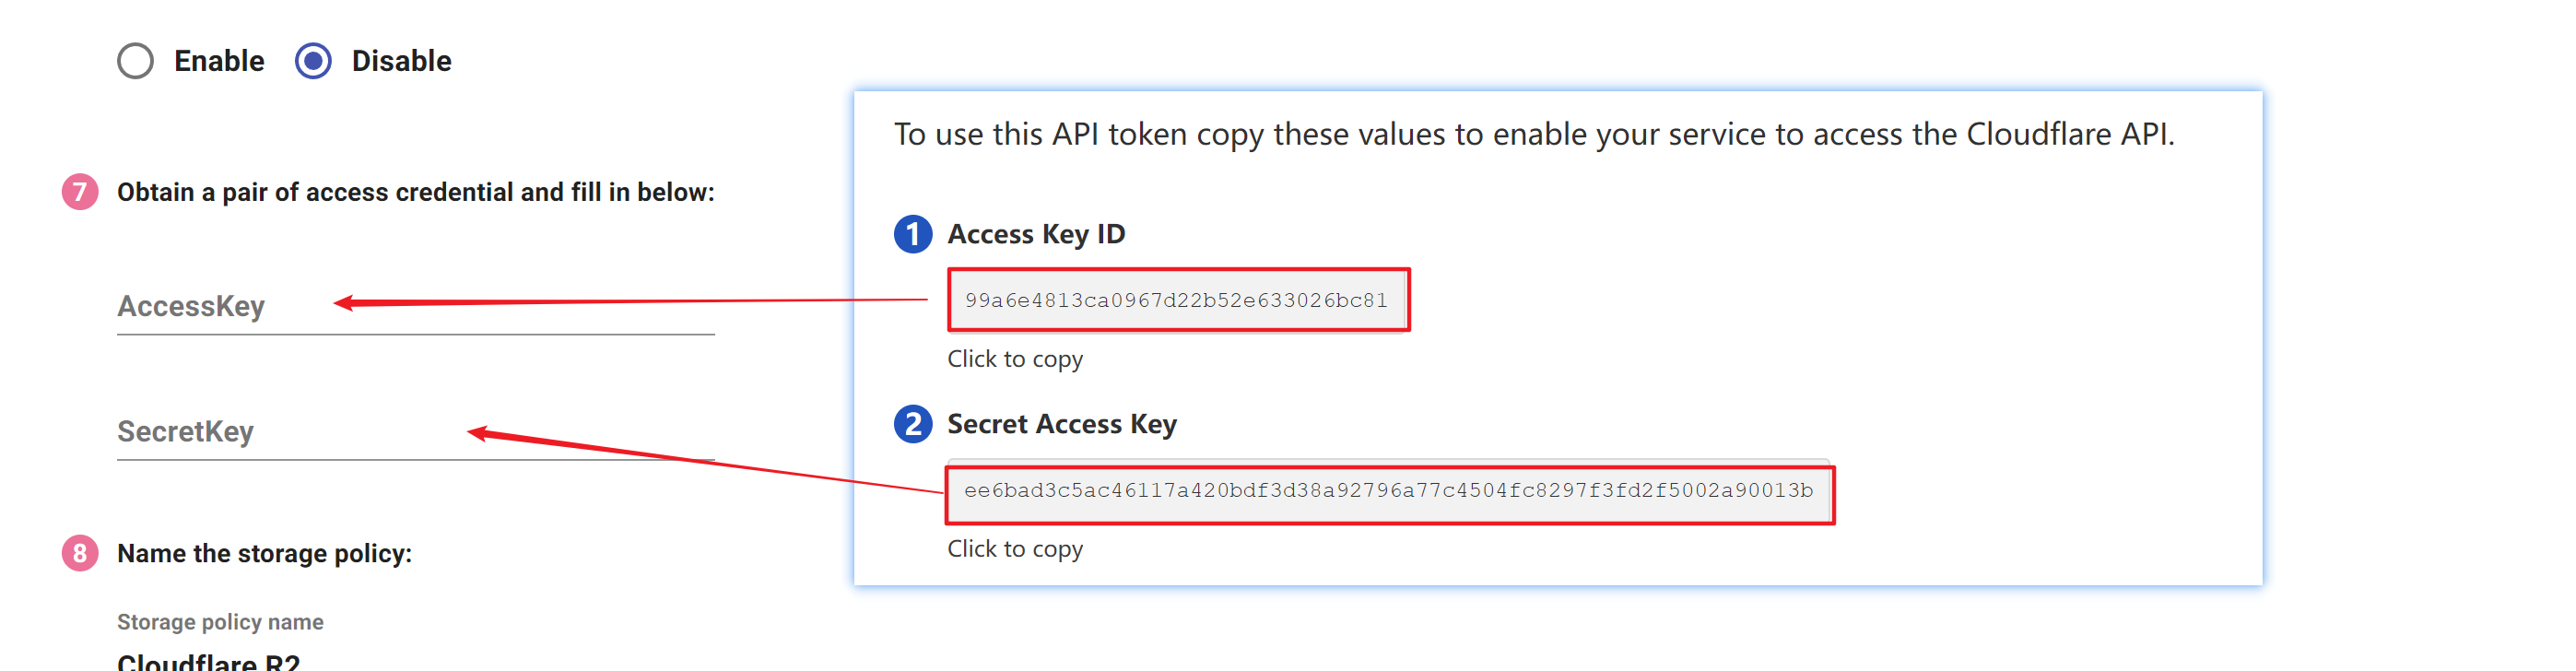 Enable Disable
7 Obtain a pair of access credential and fill in below:
AccessKey
SecretKey
8 Name the storage policy:
Storage policy name
Cloudflare R2
To use this API token copy these values to enable your service to access the Cloudflare API.
1 Access Key ID
99a6e4813ca0967d22b52e633026bc81
Click to copy
2 Secret Access Key
ee6bad3c5ac46117a420bdf3d38a92796a77c4504fc8297f3fd2f5002a90013b
Click to copy